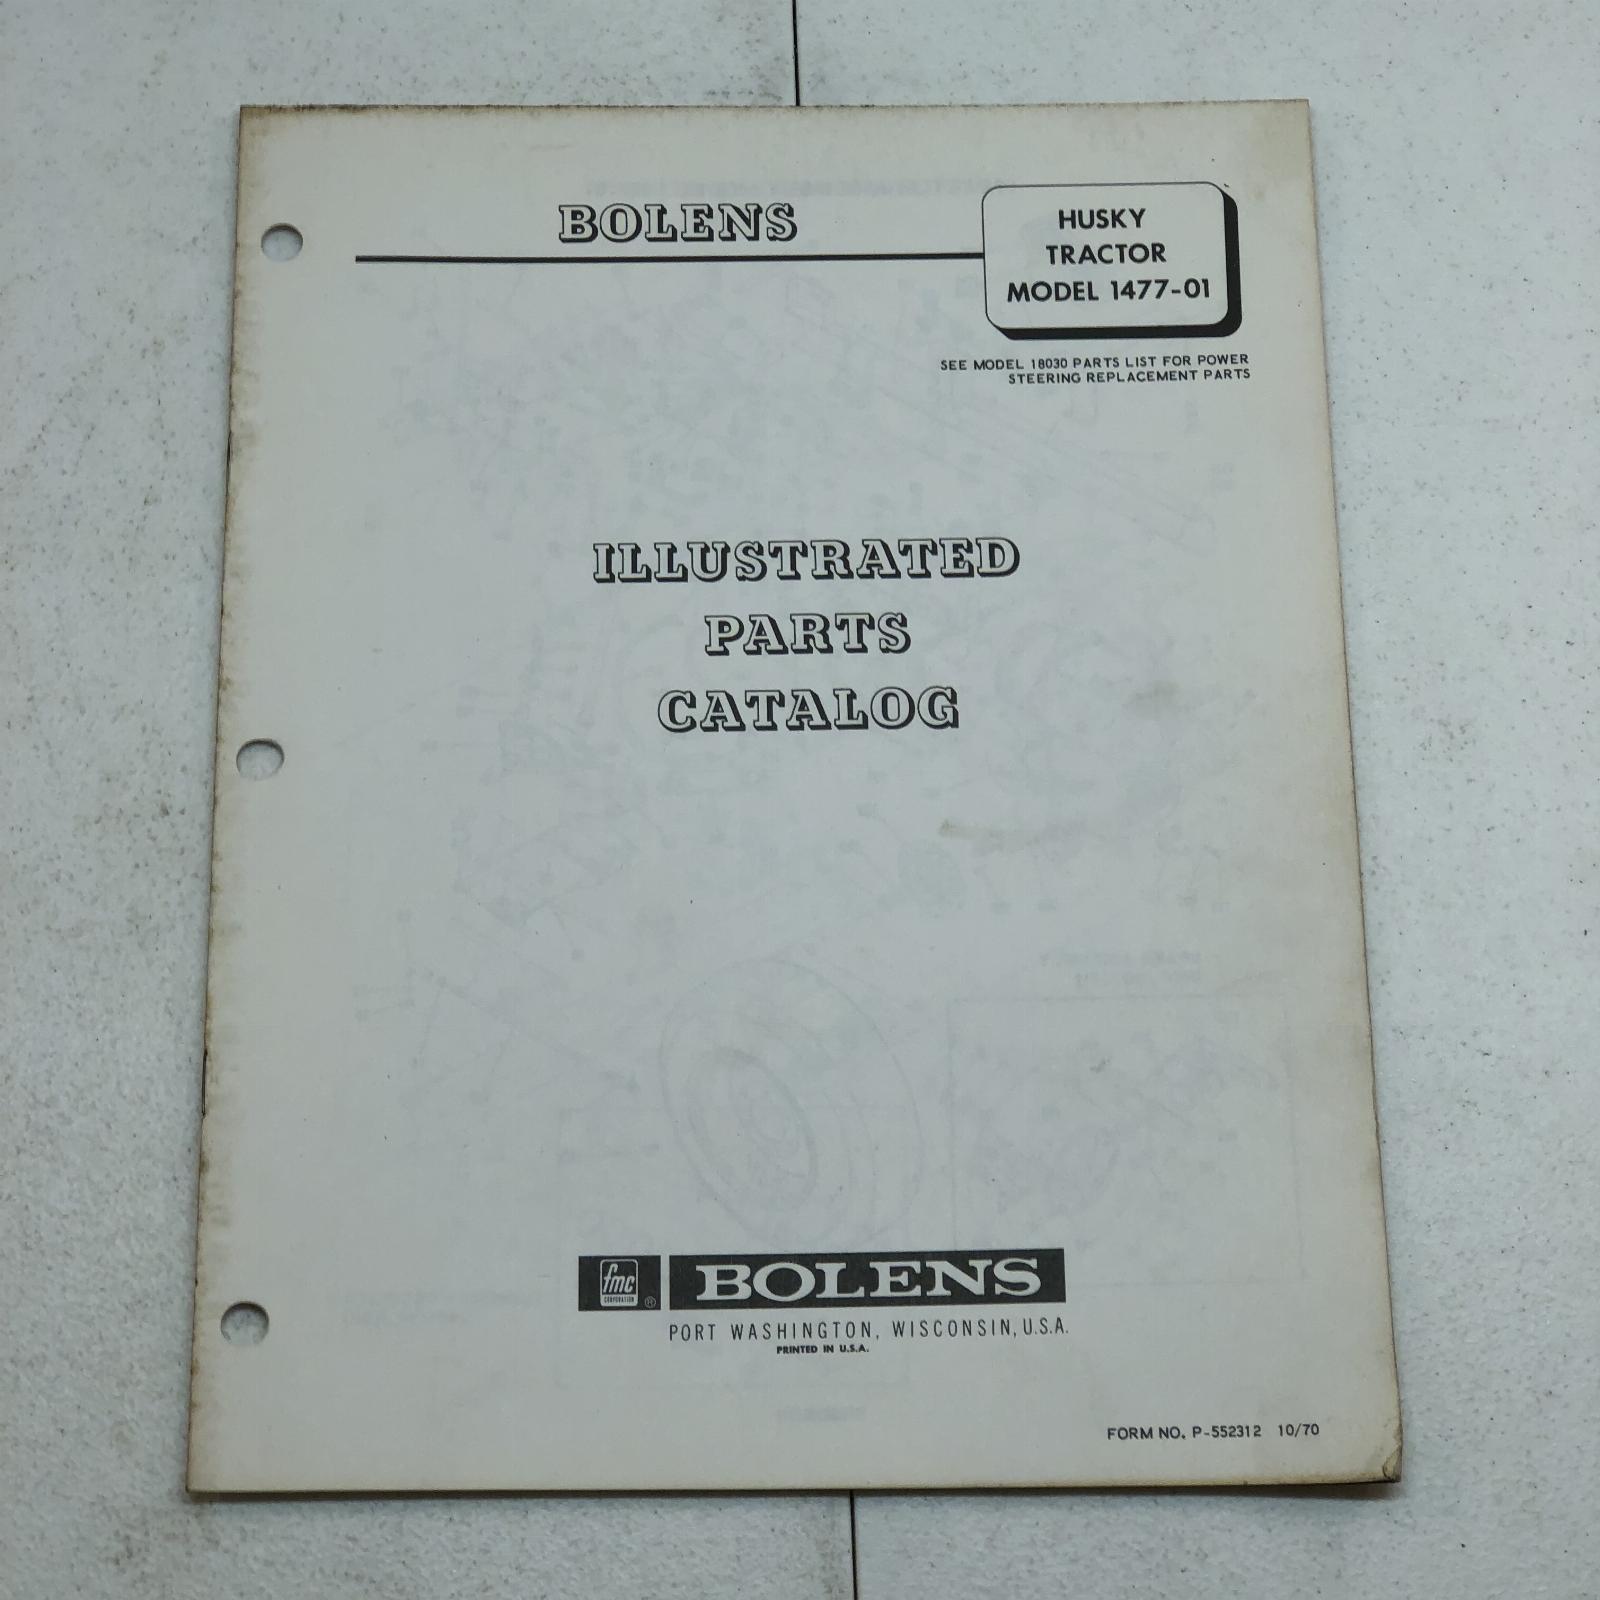 BOLENS
HUSKY
TRACTOR
MODEL 1477-01
SEE MODEL 18030 PARTS LIST FOR POWER
STEERING REPLACEMENT PARTS
ILLUSTRATED
PARTS
CATALOG
fmc
CORPORATION
®
BOLENS
PORT WASHINGTON, WISCONSIN, U.S.A.
PRINTED IN U.S.A.
FORM NO. P-552312 10/70